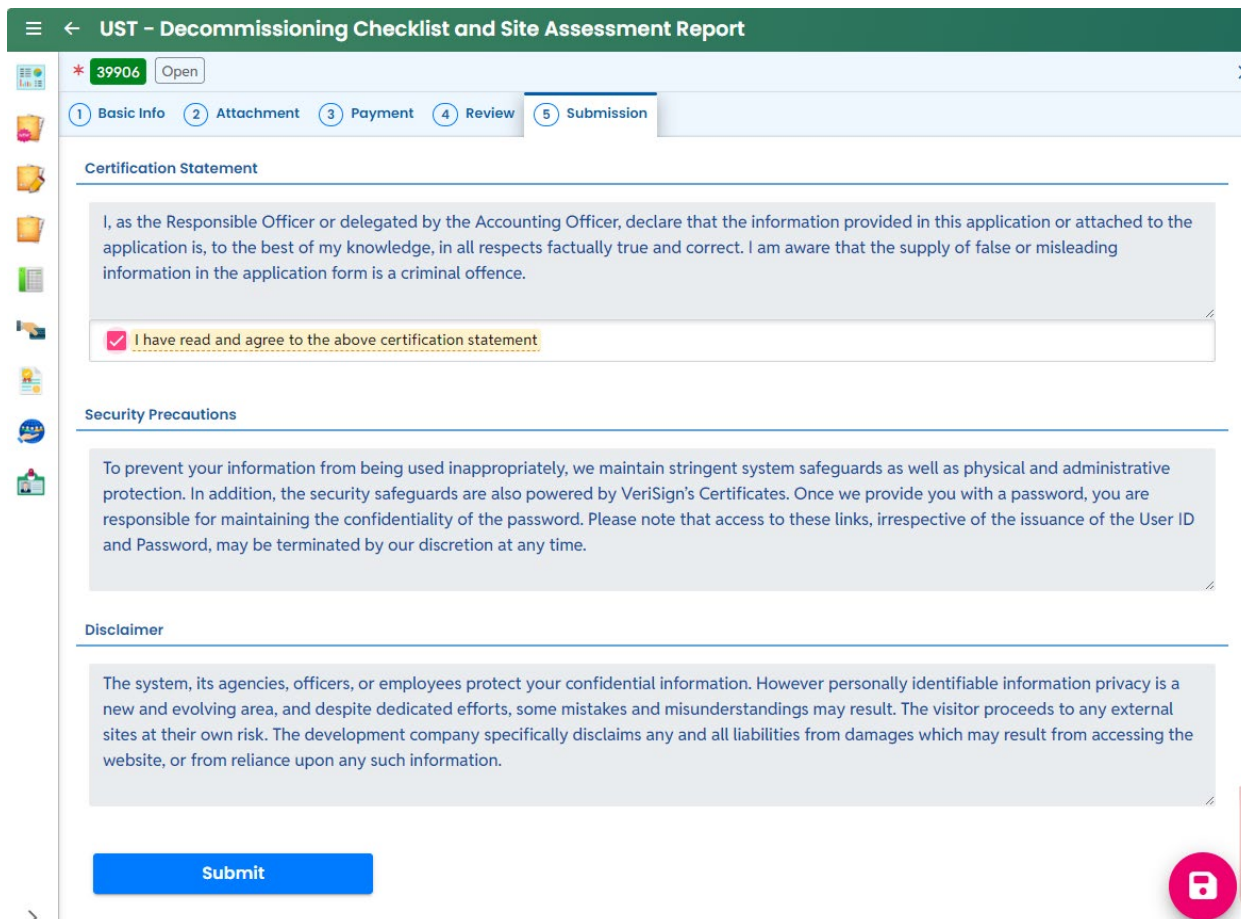 UST - Decommissioning Checklist and Site Assessment Report
* 39906 Open
1 Basic Info 2 Attachment 3 Payment 4 Review 5 Submission
Certification Statement
I, as the Responsible Officer or delegated by the Accounting Officer, declare that the information provided in this application or attached to the
application is, to the best of my knowledge, in all respects factually true and correct. I am aware that the supply of false or misleading
information in the application form is a criminal offence.
I have read and agree to the above certification statement
Security Precautions
To prevent your information from being used inappropriately, we maintain stringent system safeguards as well as physical and administrative
protection. In addition, the security safeguards are also powered by VeriSign’s Certificates. Once we provide you with a password, you are
responsible for maintaining the confidentiality of the password. Please note that access to these links, irrespective of the issuance of the User ID
and Password, may be terminated by our discretion at any time.
Disclaimer
The system, its agencies, officers, or employees protect your confidential information. However personally identifiable information privacy is a
new and evolving area, and despite dedicated efforts, some mistakes and misunderstandings may result. The visitor proceeds to any external
sites at their own risk. The development company specifically disclaims any and all liabilities from damages which may result from accessing the
website, or from reliance upon any such information.
Submit